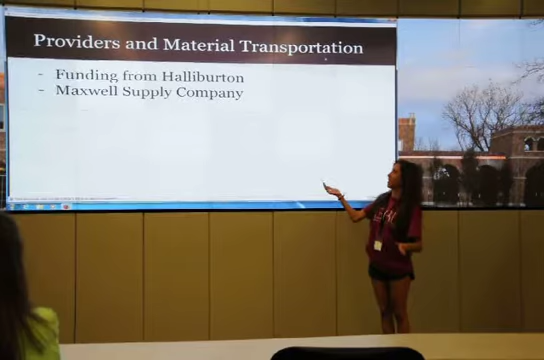 Providers and Material Transportation
- Funding from Halliburton
- Maxwell Supply Company